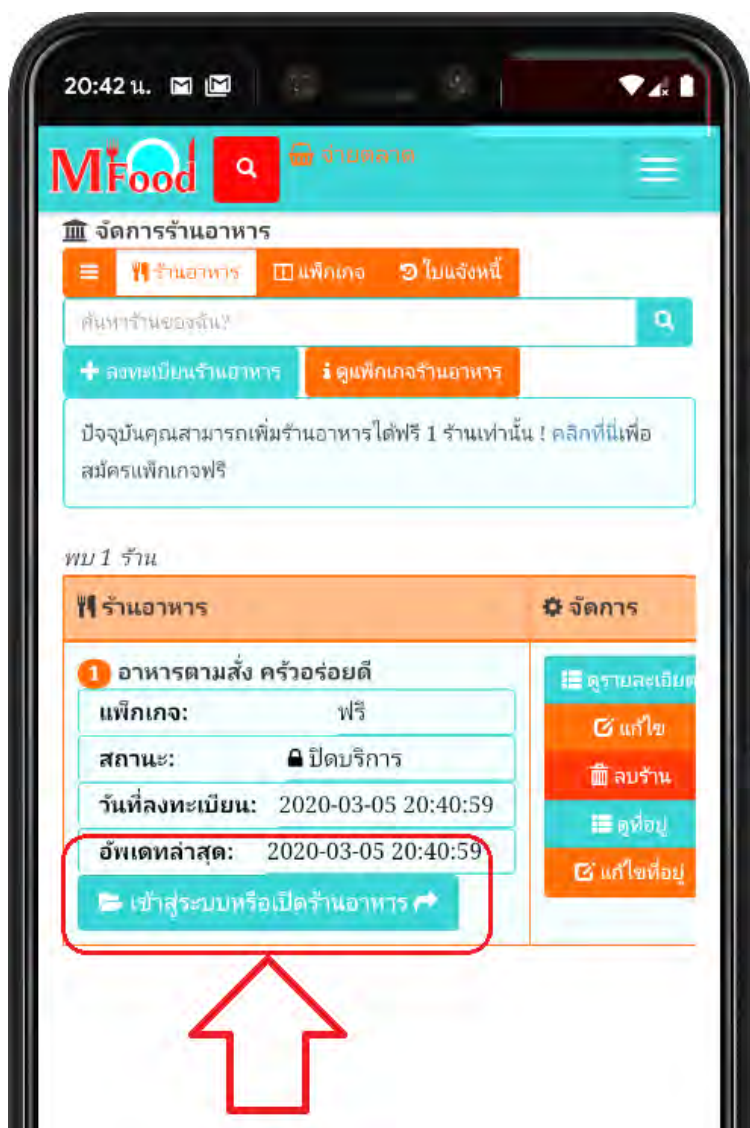 20:42 น.
MFood
จ่ายตลาด
จัดการร้านอาหาร
ร้านอาหาร แพ็กเกจ ใบแจ้งหนี้
ค้นหาร้านของฉัน?
ลงทะเบียนร้านอาหาร ดูแพ็กเกจร้านอาหาร
ปัจจุบันคุณสามารถเพิ่มร้านอาหารได้ฟรี 1 ร้านเท่านั้น ! คลิกที่นี่เพื่อ
สมัครแพ็กเกจฟรี
พบ 1 ร้าน
ร้านอาหาร จัดการ
1 อาหารตามสั่ง ครัวอร่อยดี
แพ็กเกจ: ฟรี
สถานะ: ปิดบริการ
วันที่ลงทะเบียน: 2020-03-05 20:40:59
อัพเดทล่าสุด: 2020-03-05 20:40:59
เข้าสู่ระบบหรือเปิดร้านอาหาร
ดูรายละเอียด
แก้ไข
ลบร้าน
ดูที่อยู่
แก้ไขที่อยู่